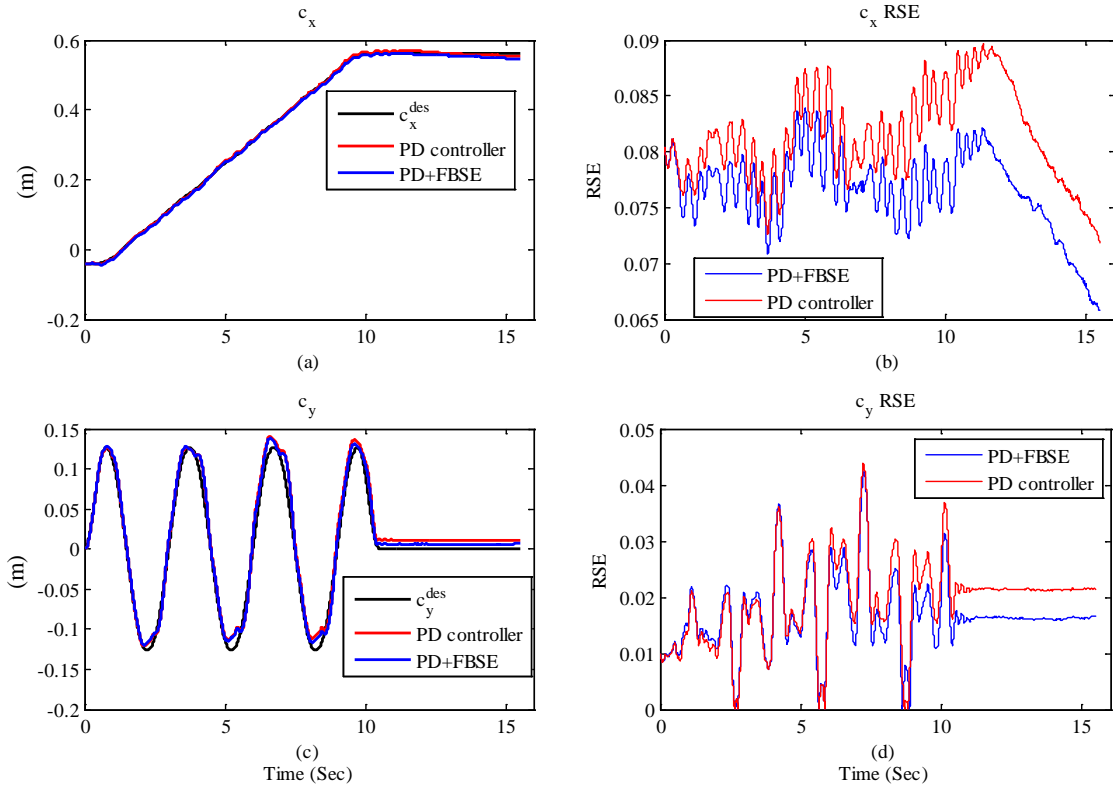 c_x
0.6
0.4
0.2
0
-0.2
(m)
c_x^des
PD controller
PD+FBSE
0 5 10 15
(a)
c_x RSE
0.09
0.085
0.08
0.075
0.07
0.065
RSE
PD+FBSE
PD controller
0 5 10 15
(b)
c_y
0.15
0.1
0.05
0
-0.05
-0.1
-0.15
-0.2
(m)
c_y^des
PD controller
PD+FBSE
0 5 10 15
(c)
Time (Sec)
c_y RSE
0.05
0.04
0.03
0.02
0.01
0
RSE
PD+FBSE
PD controller
0 5 10 15
(d)
Time (Sec)